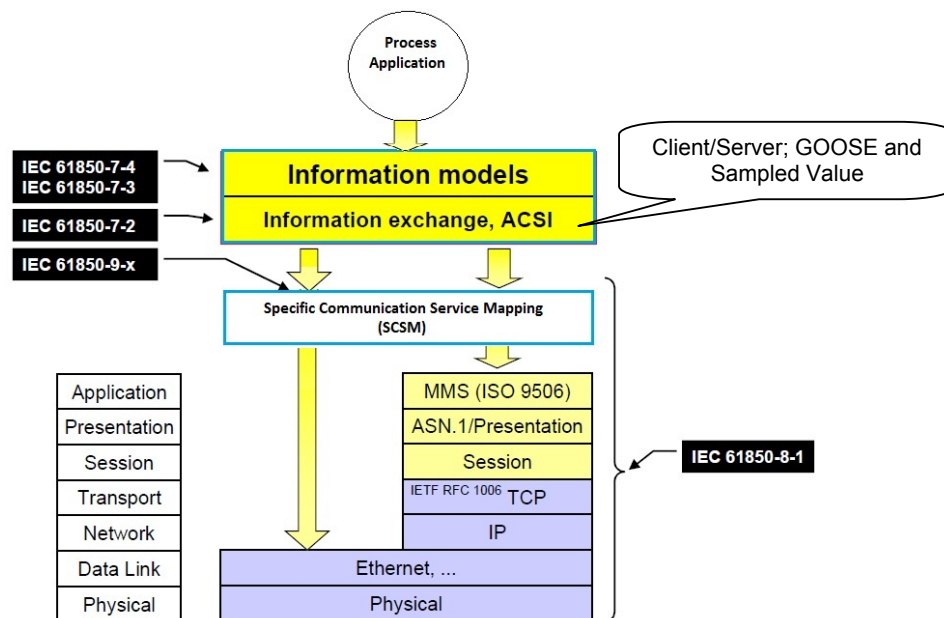 Process
Application
Client/Server; GOOSE and
Sampled Value
IEC 61850-7-4
IEC 61850-7-3
Information models
IEC 61850-7-2
Information exchange, ACSI
IEC 61850-9-x
Specific Communication Service Mapping
(SCSM)
Application
MMS (ISO 9506)
Presentation
ASN.1/Presentation
Session
Session
IEC 61850-8-1
Transport
IETF RFC 1006 TCP
Network
IP
Data Link
Ethernet, ...
Physical
Physical